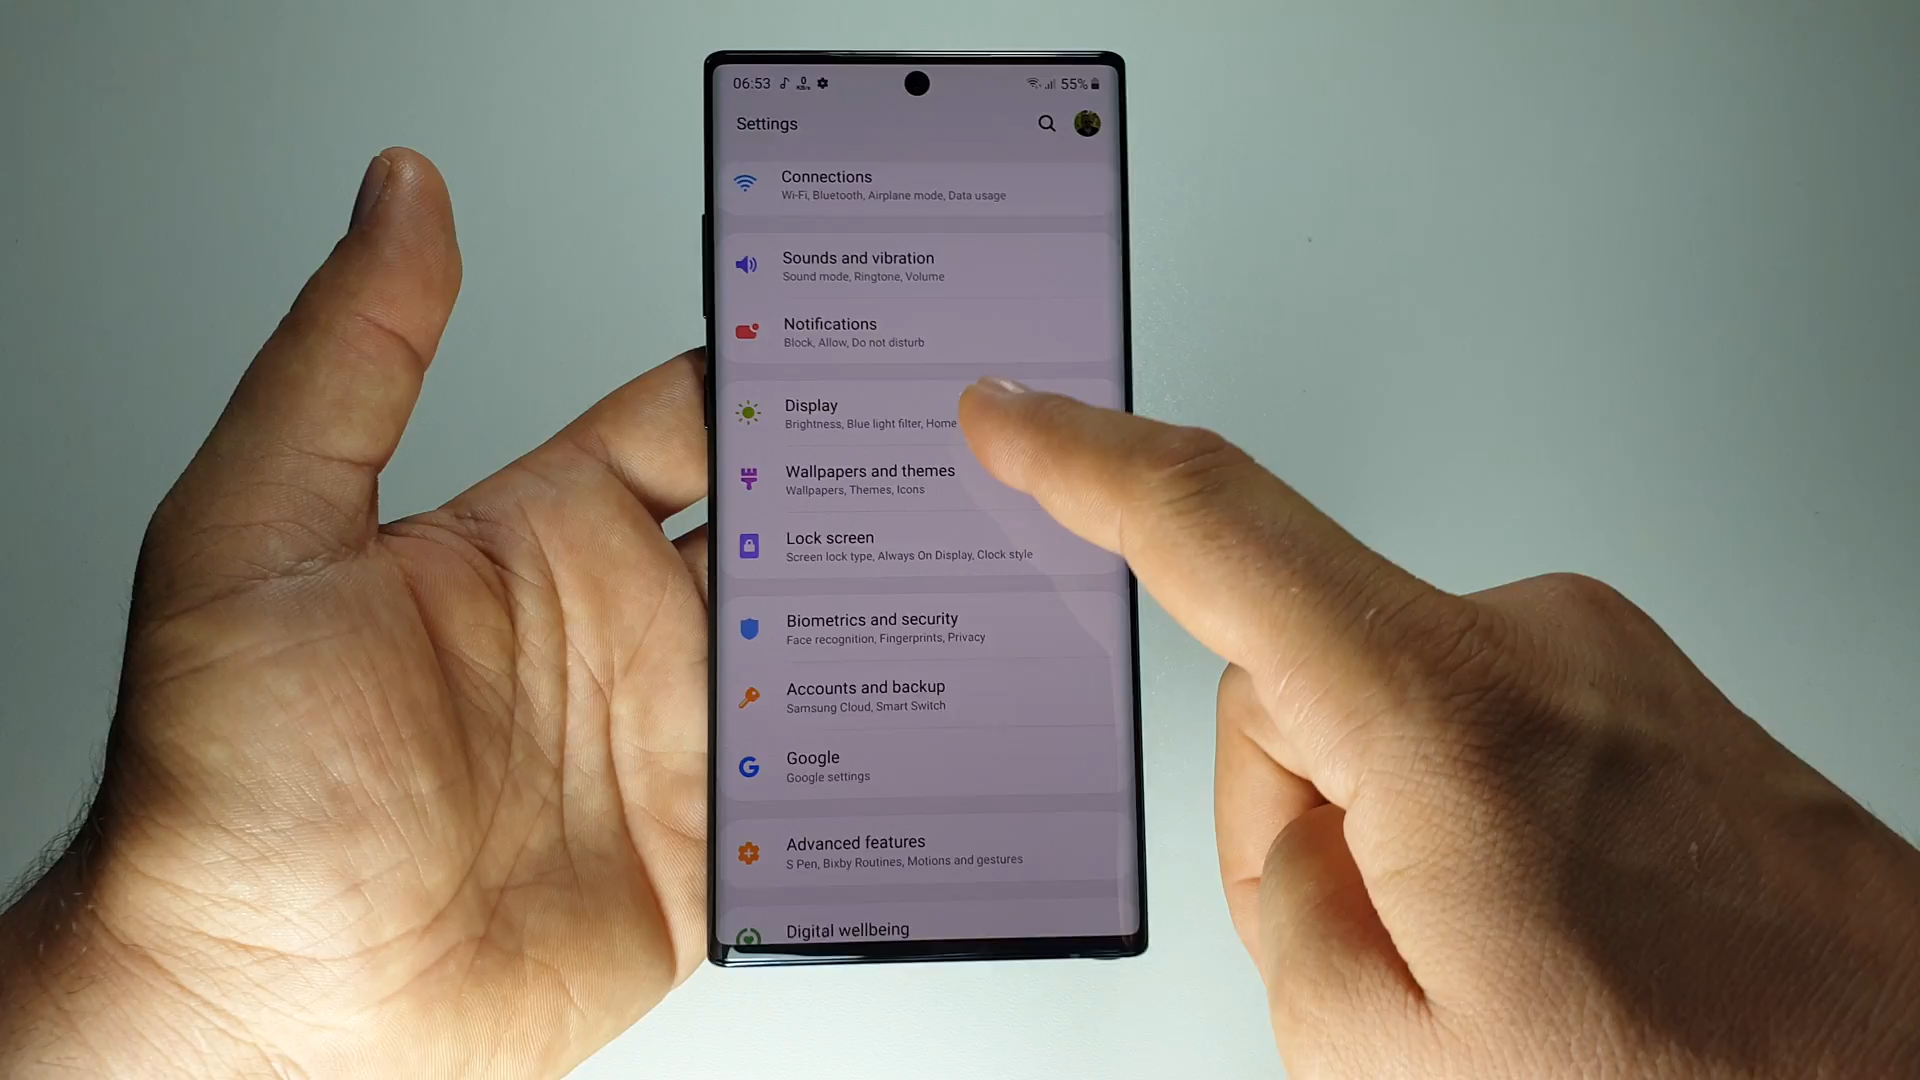 06:53 55%
Settings
Connections
Wi-Fi, Bluetooth, Airplane mode, Data usage
Sounds and vibration
Sound mode, Ringtone, Volume
Notifications
Block, Allow, Do not disturb
Display
Brightness, Blue light filter, Home
Wallpapers and themes
Wallpapers, Themes, Icons
Lock screen
Screen lock type, Always On Display, Clock style
Biometrics and security
Face recognition, Fingerprints, Privacy
Accounts and backup
Samsung Cloud, Smart Switch
Google
Google settings
Advanced features
S Pen, Bixby Routines, Motions and gestures
Digital wellbeing